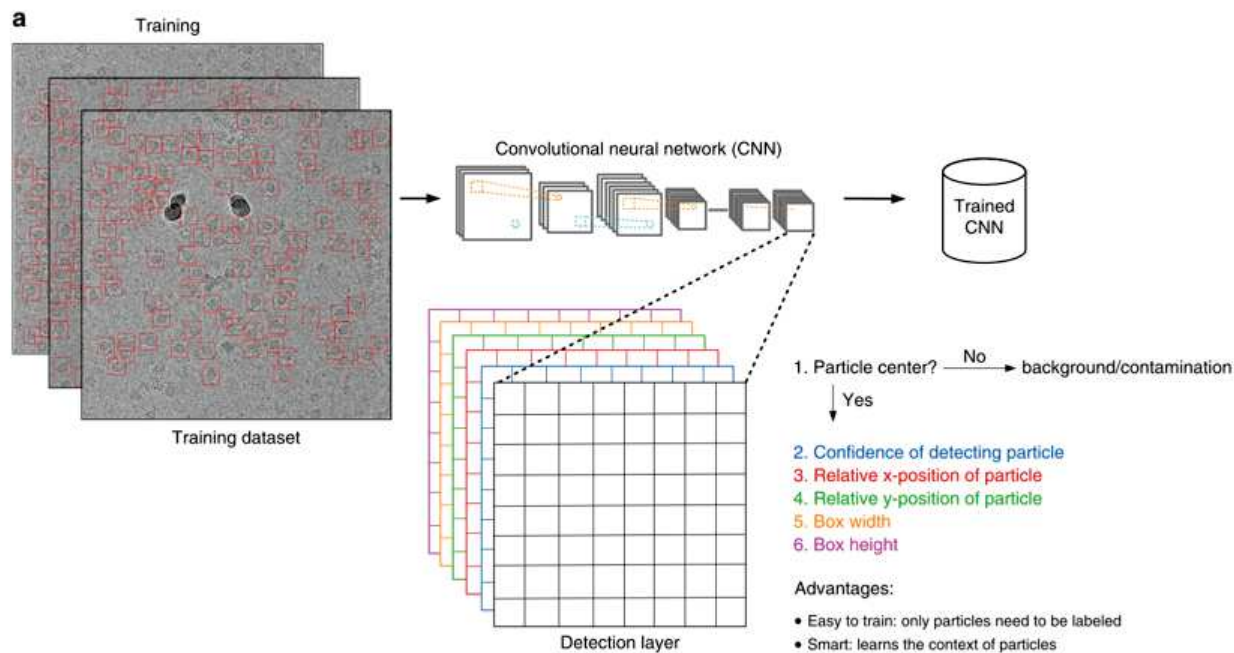 a
Training
Training dataset
Convolutional neural network (CNN)
Trained
CNN
Detection layer
1. Particle center? No background/contamination
Yes
2. Confidence of detecting particle
3. Relative x-position of particle
4. Relative y-position of particle
5. Box width
6. Box height
Advantages:
• Easy to train: only particles need to be labeled
• Smart: learns the context of particles